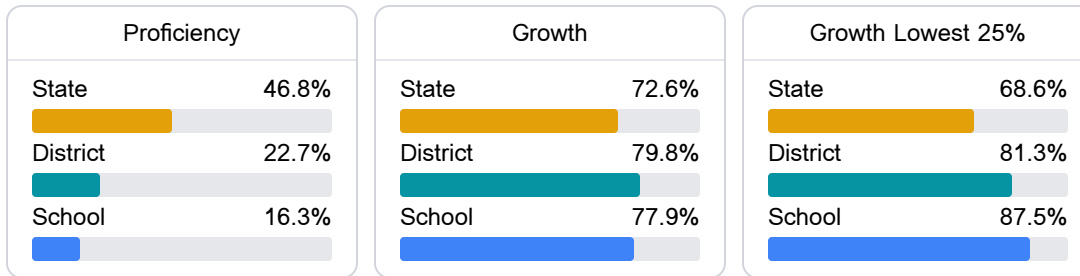 Proficiency
State 46.8%
District 22.7%
School 16.3%
Growth
State 72.6%
District 79.8%
School 77.9%
Growth Lowest 25%
State 68.6%
District 81.3%
School 87.5%